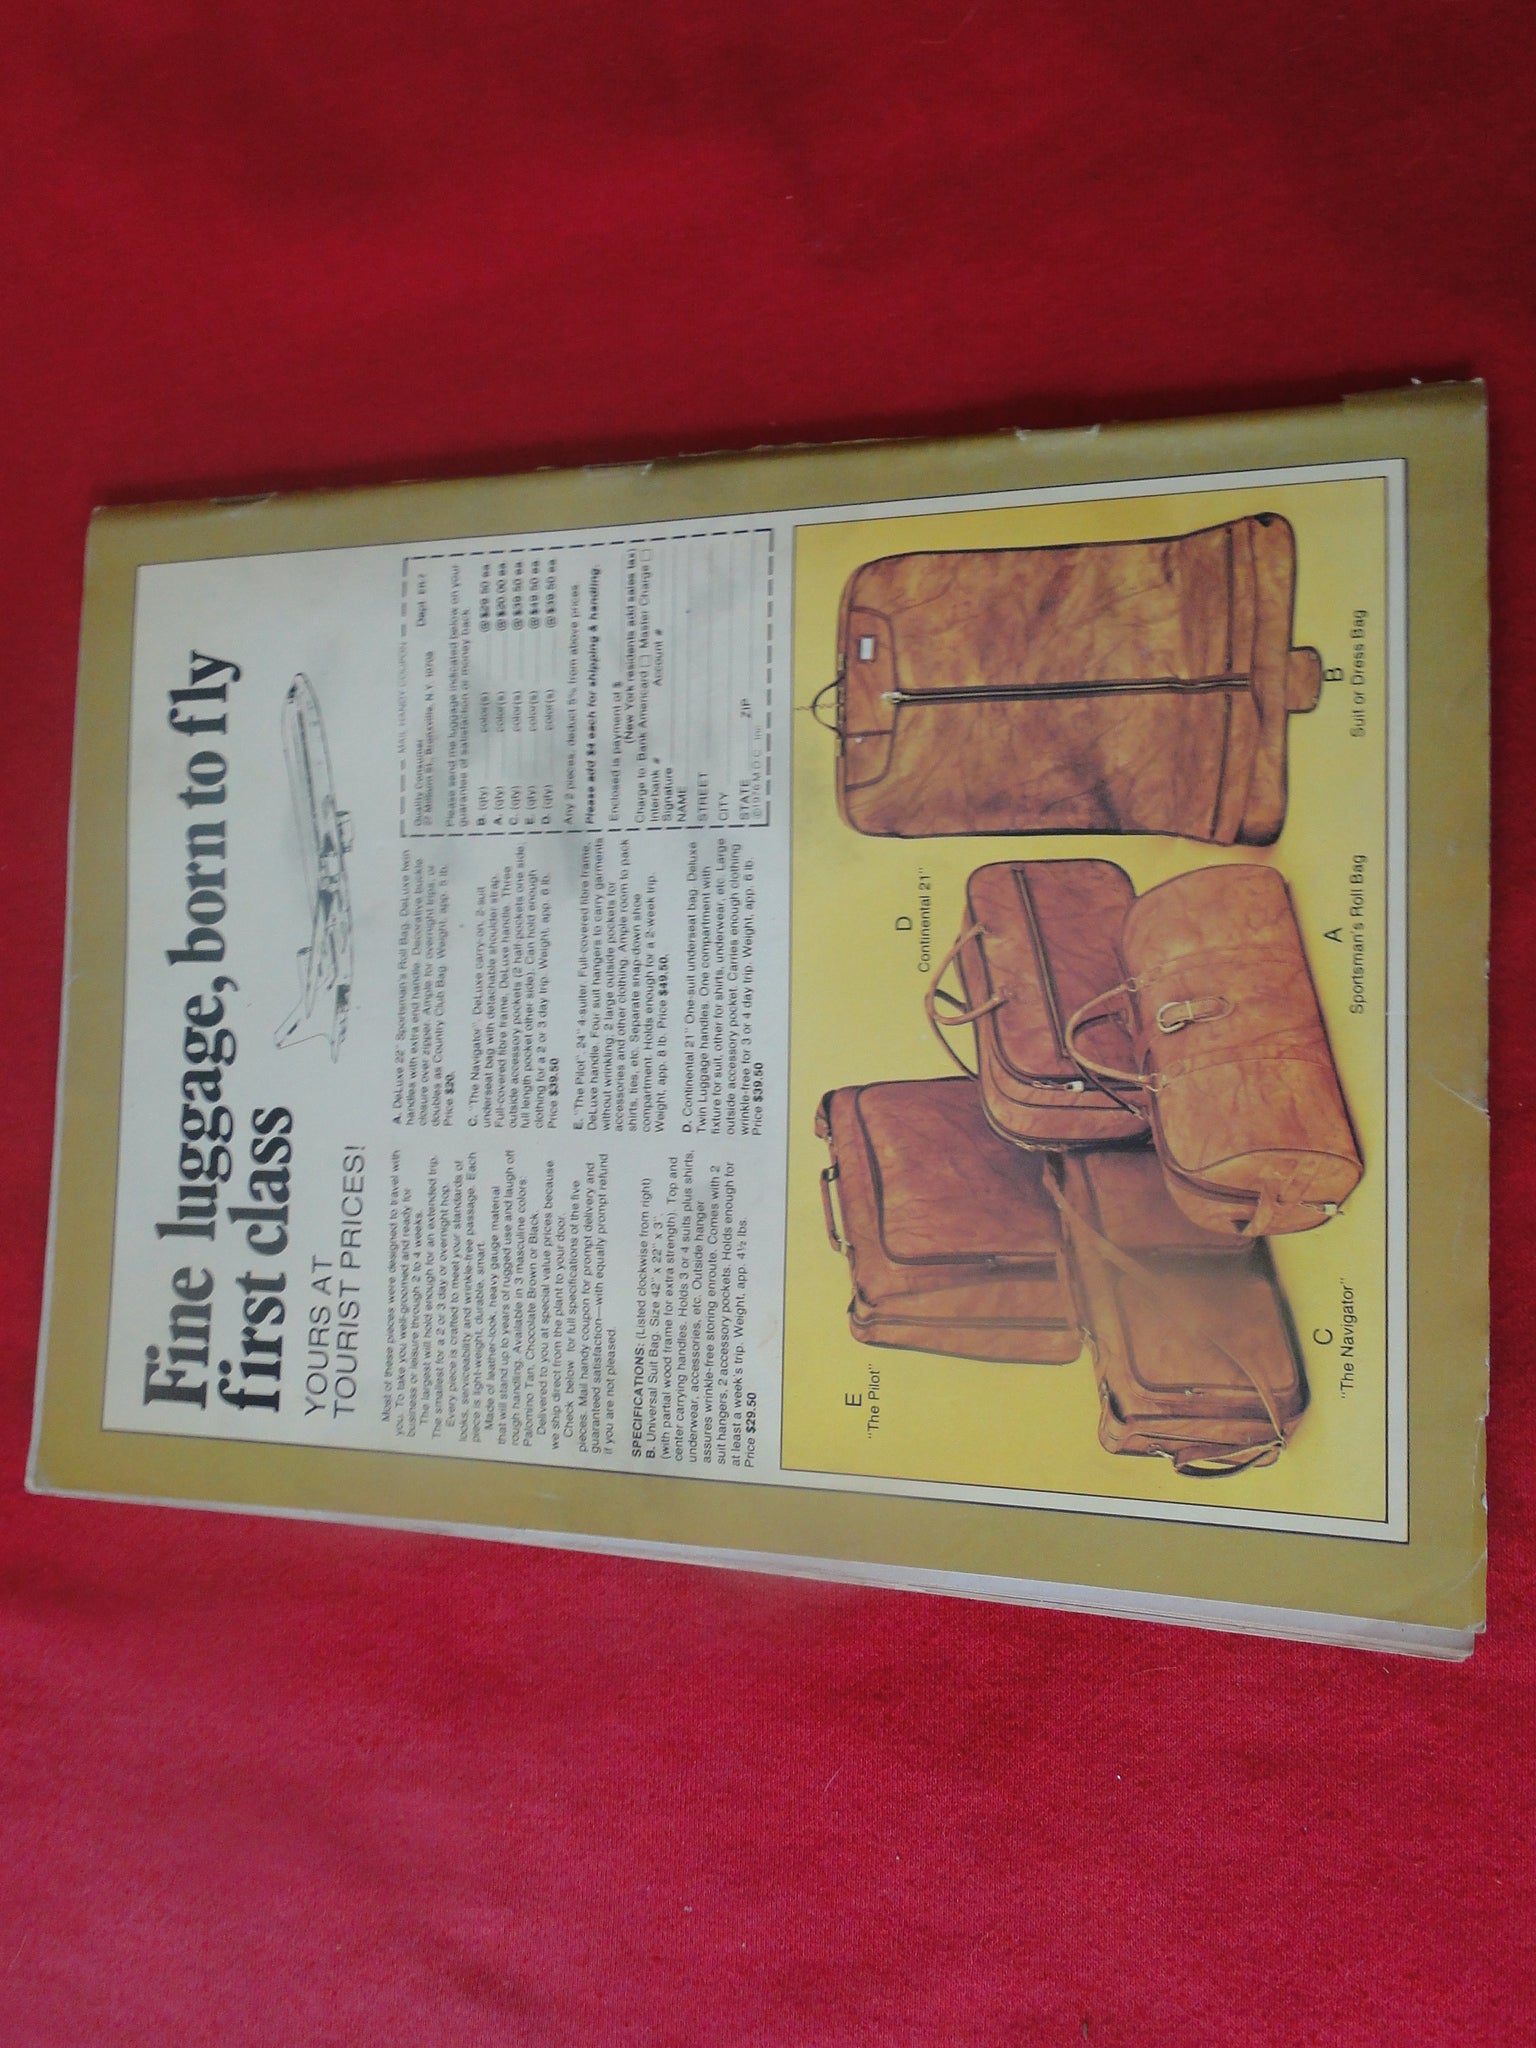 Fine luggage, born to fly
first class
YOURS AT
TOURIST PRICES!
Most of these pieces were designed to travel with
you. To take you well-groomed and ready for
business or leisure through 2 to 4 weeks.
The largest will hold enough for an extended trip.
The smallest for a 2 or 3 day or overnight hop.
Every piece is crafted to meet your standards of
looks, serviceability and wrinkle-free passage. Each
piece is light-weight, durable, smart.
Made of leather-look, heavy gauge material
that will stand up to years of rugged use and laugh off
rough handling. Available in 3 masculine colors:
Palomino Tan, Chocolate Brown or Black.
Delivered to you at special value prices because
we ship direct from the plant to your door.
Check below for full specifications of the five
pieces. Mail handy coupon for prompt delivery and
guaranteed satisfaction—with equally prompt refund
if you are not pleased.
SPECIFICATIONS: (Listed clockwise from right)
B. Universal Suit Bag. Size 42" x 22" x 3".
(with partial wood frame for extra strength). Top and
center carrying handles. Holds 3 or 4 suits plus shirts,
underwear, accessories, etc. Outside hanger
assures wrinkle-free storing enroute. Comes with 2
suit hangers. 2 accessory pockets. Holds enough for
at least a week's trip. Weight, app. 4½ lbs.
Price $29.50
A. DeLuxe 22" Sportsman's Roll Bag. DeLuxe twin
handles with extra end handle. Decorative buckle
closure over zipper. Ample for overnight trips, or
doubles as Country Club Bag. Weight, app. 5 lb.
Price $20.
C. "The Navigator". DeLuxe carry-on, 2-suit
underseat bag with detachable shoulder strap.
Full-covered fibre frame, DeLuxe handle. Three
outside accessory pockets (2 half-pockets one side,
full length pocket other side). Can hold enough
clothing for a 2 or 3 day trip. Weight, app. 6 lb.
Price $39.50
E. "The Pilot". 24" 4-suiter. Full-covered fibre frame,
DeLuxe handle. Four suit hangers to carry garments
without wrinkling, 2 large outside pockets for
accessories and other clothing. Ample room to pack
shirts, ties, etc. Separate snap-down shoe
compartment. Holds enough for a 2-week trip.
Weight, app. 8 lb. Price $49.50.
D. Continental 21" One-suit underseat bag. Deluxe
Twin Luggage handles. One compartment with
fixture for suit, other for shirts, underwear, etc. Large
outside accessory pocket. Carries enough clothing
wrinkle-free for 3 or 4 day trip. Weight, app. 6 lb.
Price $39.50
MAIL HANDY COUPON
Quality Consumer Dept. EH-7
St., Brenville, N.Y.
Please send me luggage indicated below on your
guarantee of satisfaction or money back
B. (qty) color(s) @ $29.50 ea.
A. (qty) color(s) @ $20.00 ea.
C. (qty) color(s) @ $39.50 ea.
E. (qty) color(s) @ $49.50 ea.
D. (qty) color(s) @ $39.50 ea.
Any 2 pieces, deduct 5% from above prices
Please add $4 each for shipping & handling.
Enclosed is payment of $
(New York residents add sales tax)
Charge to: Bank Americard □ Master Charge □
Interbank # Account #
Signature
NAME
STREET
CITY
STATE ZIP
©1976 M.D.C. Inc.
E
"The Pilot"
D
Continental 21"
C
"The Navigator"
A
Sportsman's Roll Bag
B
Suit or Dress Bag